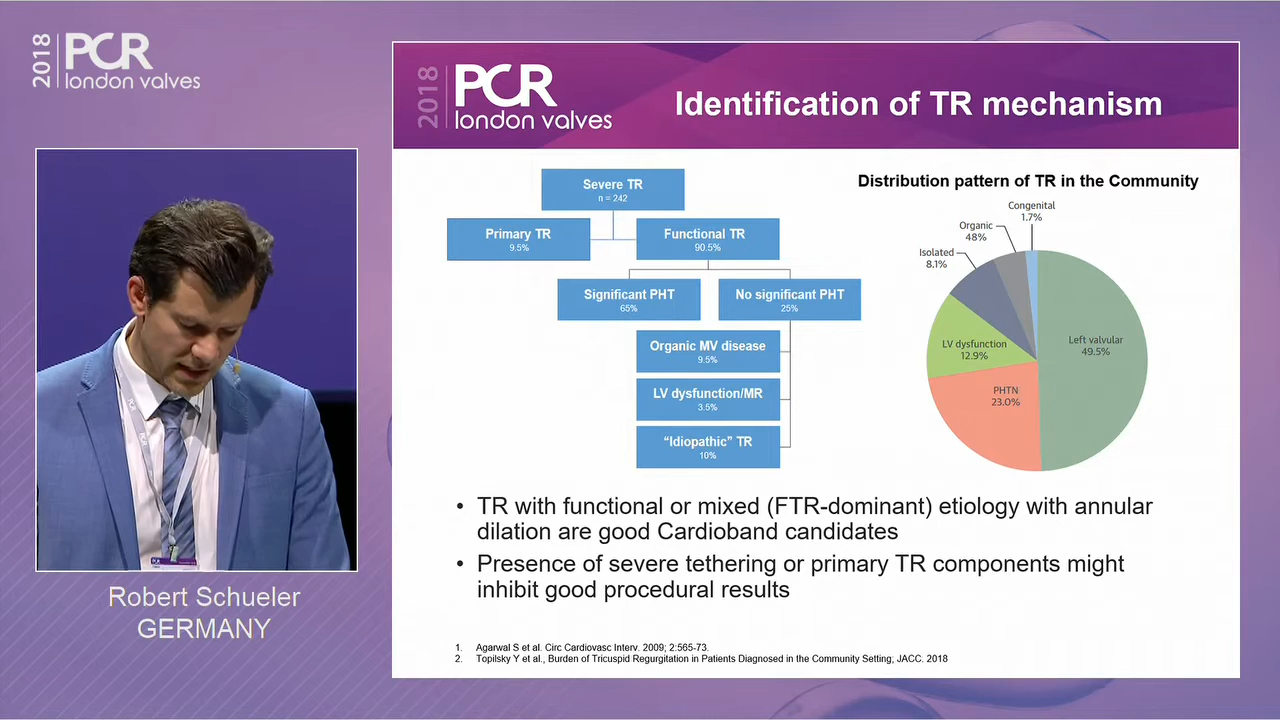 2018
PCR
london valves
Robert Schueler
GERMANY
2018
PCR
london valves
Identification of TR mechanism
Severe TR
n = 242
Primary TR
9.5%
Functional TR
90.5%
Significant PHT
65%
No significant PHT
25%
Organic MV disease
9.5%
LV dysfunction/MR
3.5%
“Idiopathic” TR
10%
Distribution pattern of TR in the Community
Congenital
1.7%
Organic
48%
Isolated
8.1%
LV dysfunction
12.9%
Left valvular
49.5%
PHTN
23.0%
• TR with functional or mixed (FTR-dominant) etiology with annular
dilation are good Cardioband candidates
• Presence of severe tethering or primary TR components might
inhibit good procedural results
1. Agarwal S et al. Circ Cardiovasc Interv. 2009; 2:565-73.
2. Topilsky Y et al., Burden of Tricuspid Regurgitation in Patients Diagnosed in the Community Setting; JACC. 2018